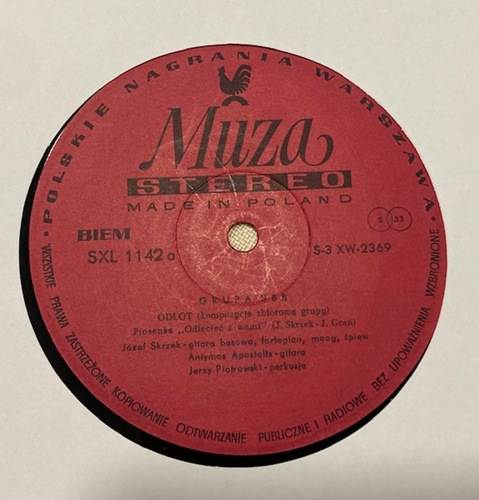 • POLSKIE NAGRANIA WARSZAWA •
Muza
STEREO
MADE IN POLAND
BIEM
S 33
SXL 1142 a
S-3 XW-2369
GRUPA SBB
ODLOT (kompozycja zbiorowa grupy)
Piosenka „Odlecieć z nami” (J. Skrzek - J. Gran)
Józef Skrzek - gitara basowa, fortepian, moog, śpiew
Antymos Apostolis - gitara
Jerzy Piotrowski - perkusja
WSZYSTKIE PRAWA ZASTRZEŻONE KOPIOWANIE ODTWARZANIE PUBLICZNE I RADIOWE BEZ UPOWAŻNIENIA WZBRONIONE